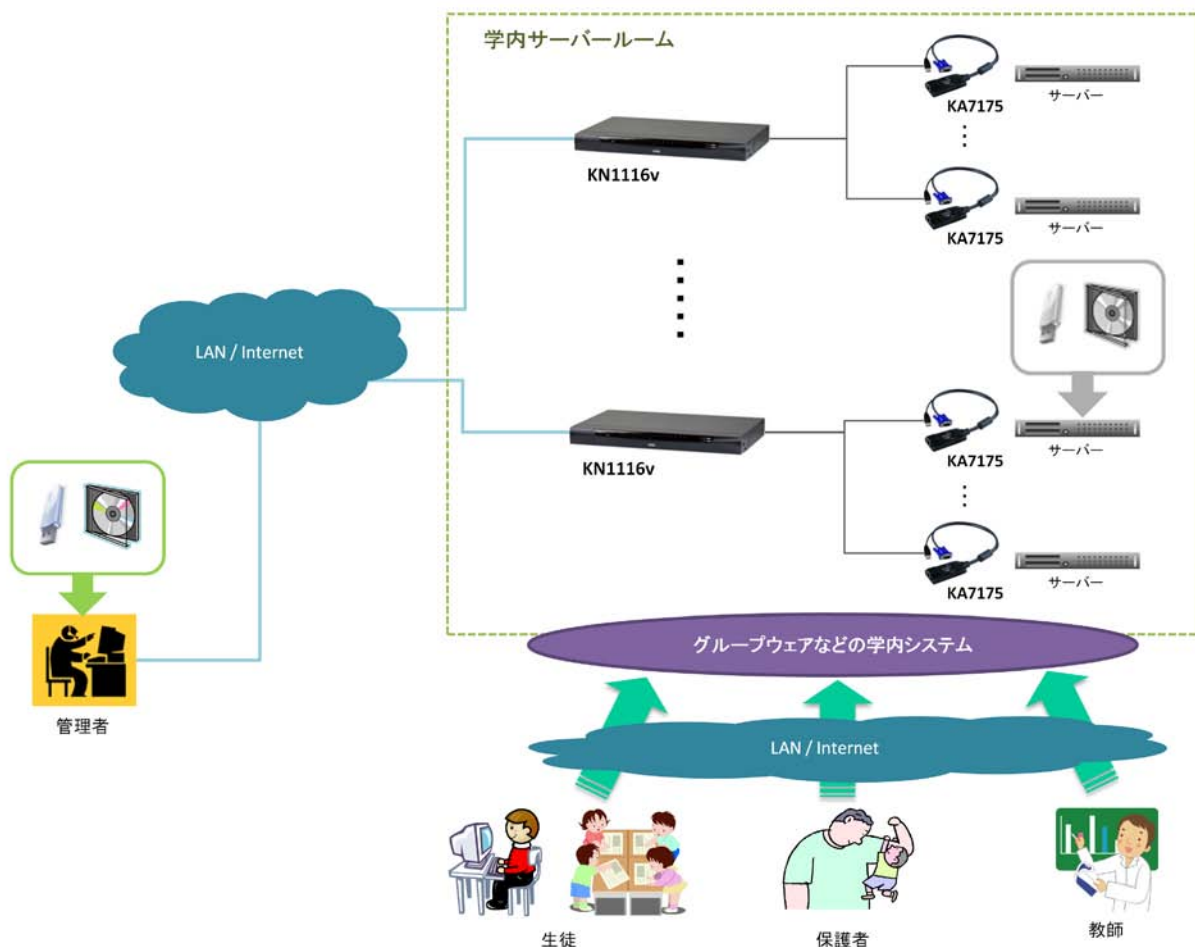 学内サーバールーム
KA7175
サーバー
KN1116v
KA7175
サーバー
LAN / Internet
KN1116v
KA7175
サーバー
KA7175
サーバー
管理者
グループウェアなどの学内システム
LAN / Internet
生徒
保護者
教師